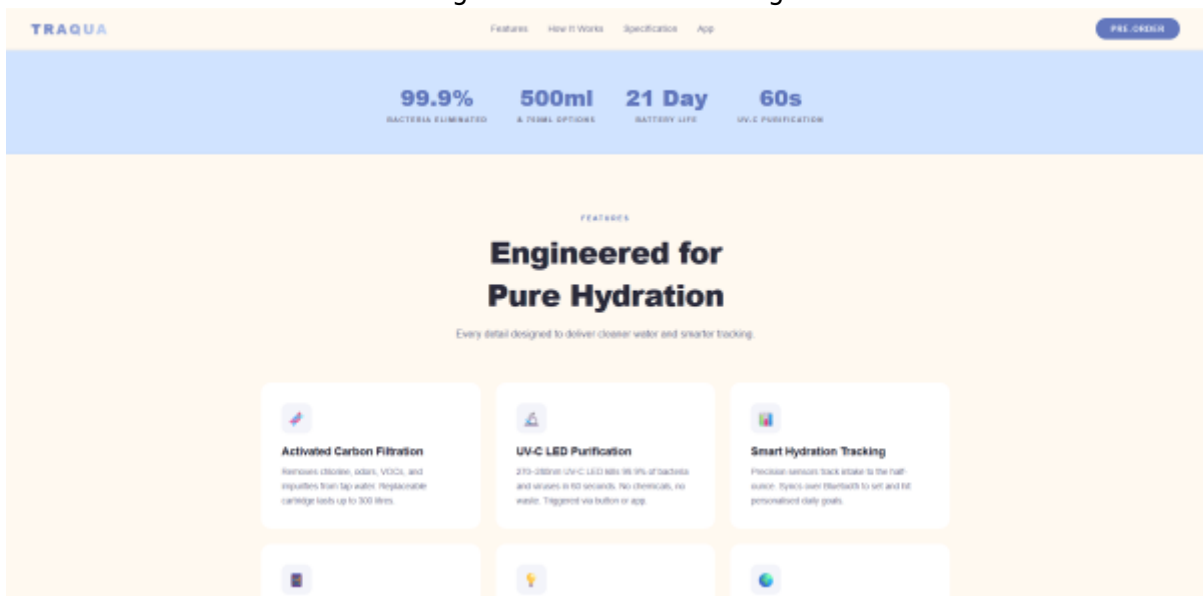 TRAQUA
Features How It Works Specification App
PRE-ORDER
99.9% 500ml 21 Day 60s
BACTERIA ELIMINATED & 750ML OPTIONS BATTERY LIFE UV-C PURIFICATION
FEATURES
Engineered for
Pure Hydration
Every detail designed to deliver cleaner water and smarter tracking.
Activated Carbon Filtration
Removes chlorine, odors, VOCs, and
impurities from tap water. Replaceable
cartridge lasts up to 300 litres.
UV-C LED Purification
270–280nm UV-C LED kills 99.9% of bacteria
and viruses in 60 seconds. No chemicals, no
waste. Triggered via button or app.
Smart Hydration Tracking
Precision sensors track intake to the half-
ounce. Syncs over Bluetooth to set and hit
personalised daily goals.